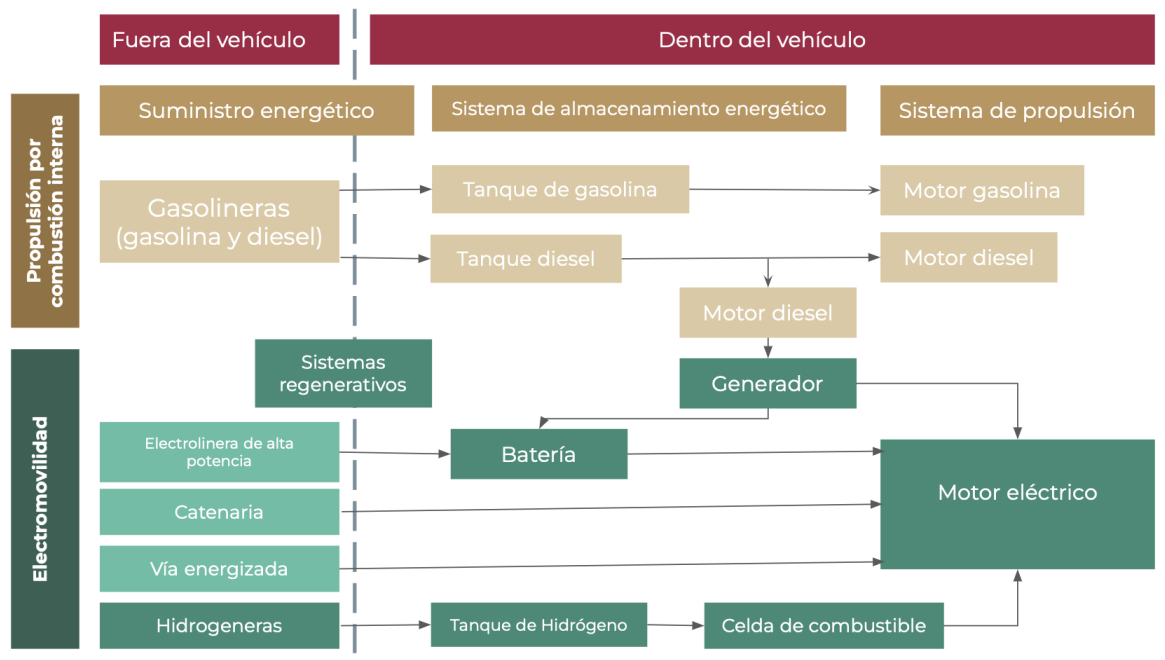 Fuera del vehículo
Dentro del vehículo
Suministro energético
Sistema de almacenamiento energético
Sistema de propulsión
Propulsión por
combustión interna
Gasolineras
(gasolina y diesel)
Tanque de gasolina
Motor gasolina
Tanque diesel
Motor diesel
Motor diesel
Electromovilidad
Sistemas
regenerativos
Generador
Electrolinera de alta
potencia
Batería
Motor eléctrico
Catenaria
Vía energizada
Hidrogeneras
Tanque de Hidrógeno
Celda de combustible